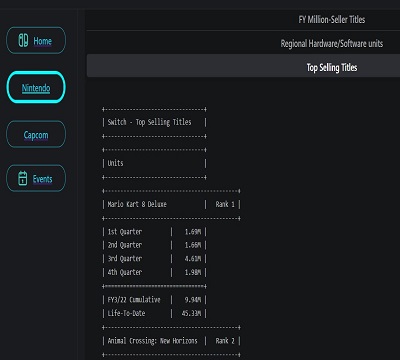 FY Million-Seller Titles
Home
Regional Hardware/Software units
Top Selling Titles
Nintendo
Capcom
Events
+------------------------------+
| Switch - Top Selling Titles |
+------------------------------+
+------------------------------+
| Units |
+------------------------------+
+----------------------------------------+
| Mario Kart 8 Deluxe | Rank 1 |
+----------------------------------------+
| 1st Quarter | 1.69M |
| 2nd Quarter | 1.66M |
| 3rd Quarter | 4.61M |
| 4th Quarter | 1.98M |
+==============================+
| FY3/22 Cumulative | 9.94M |
| Life-To-Date | 45.33M |
+----------------------------------------+
| Animal Crossing: New Horizons | Rank 2 |
+----------------------------------------+